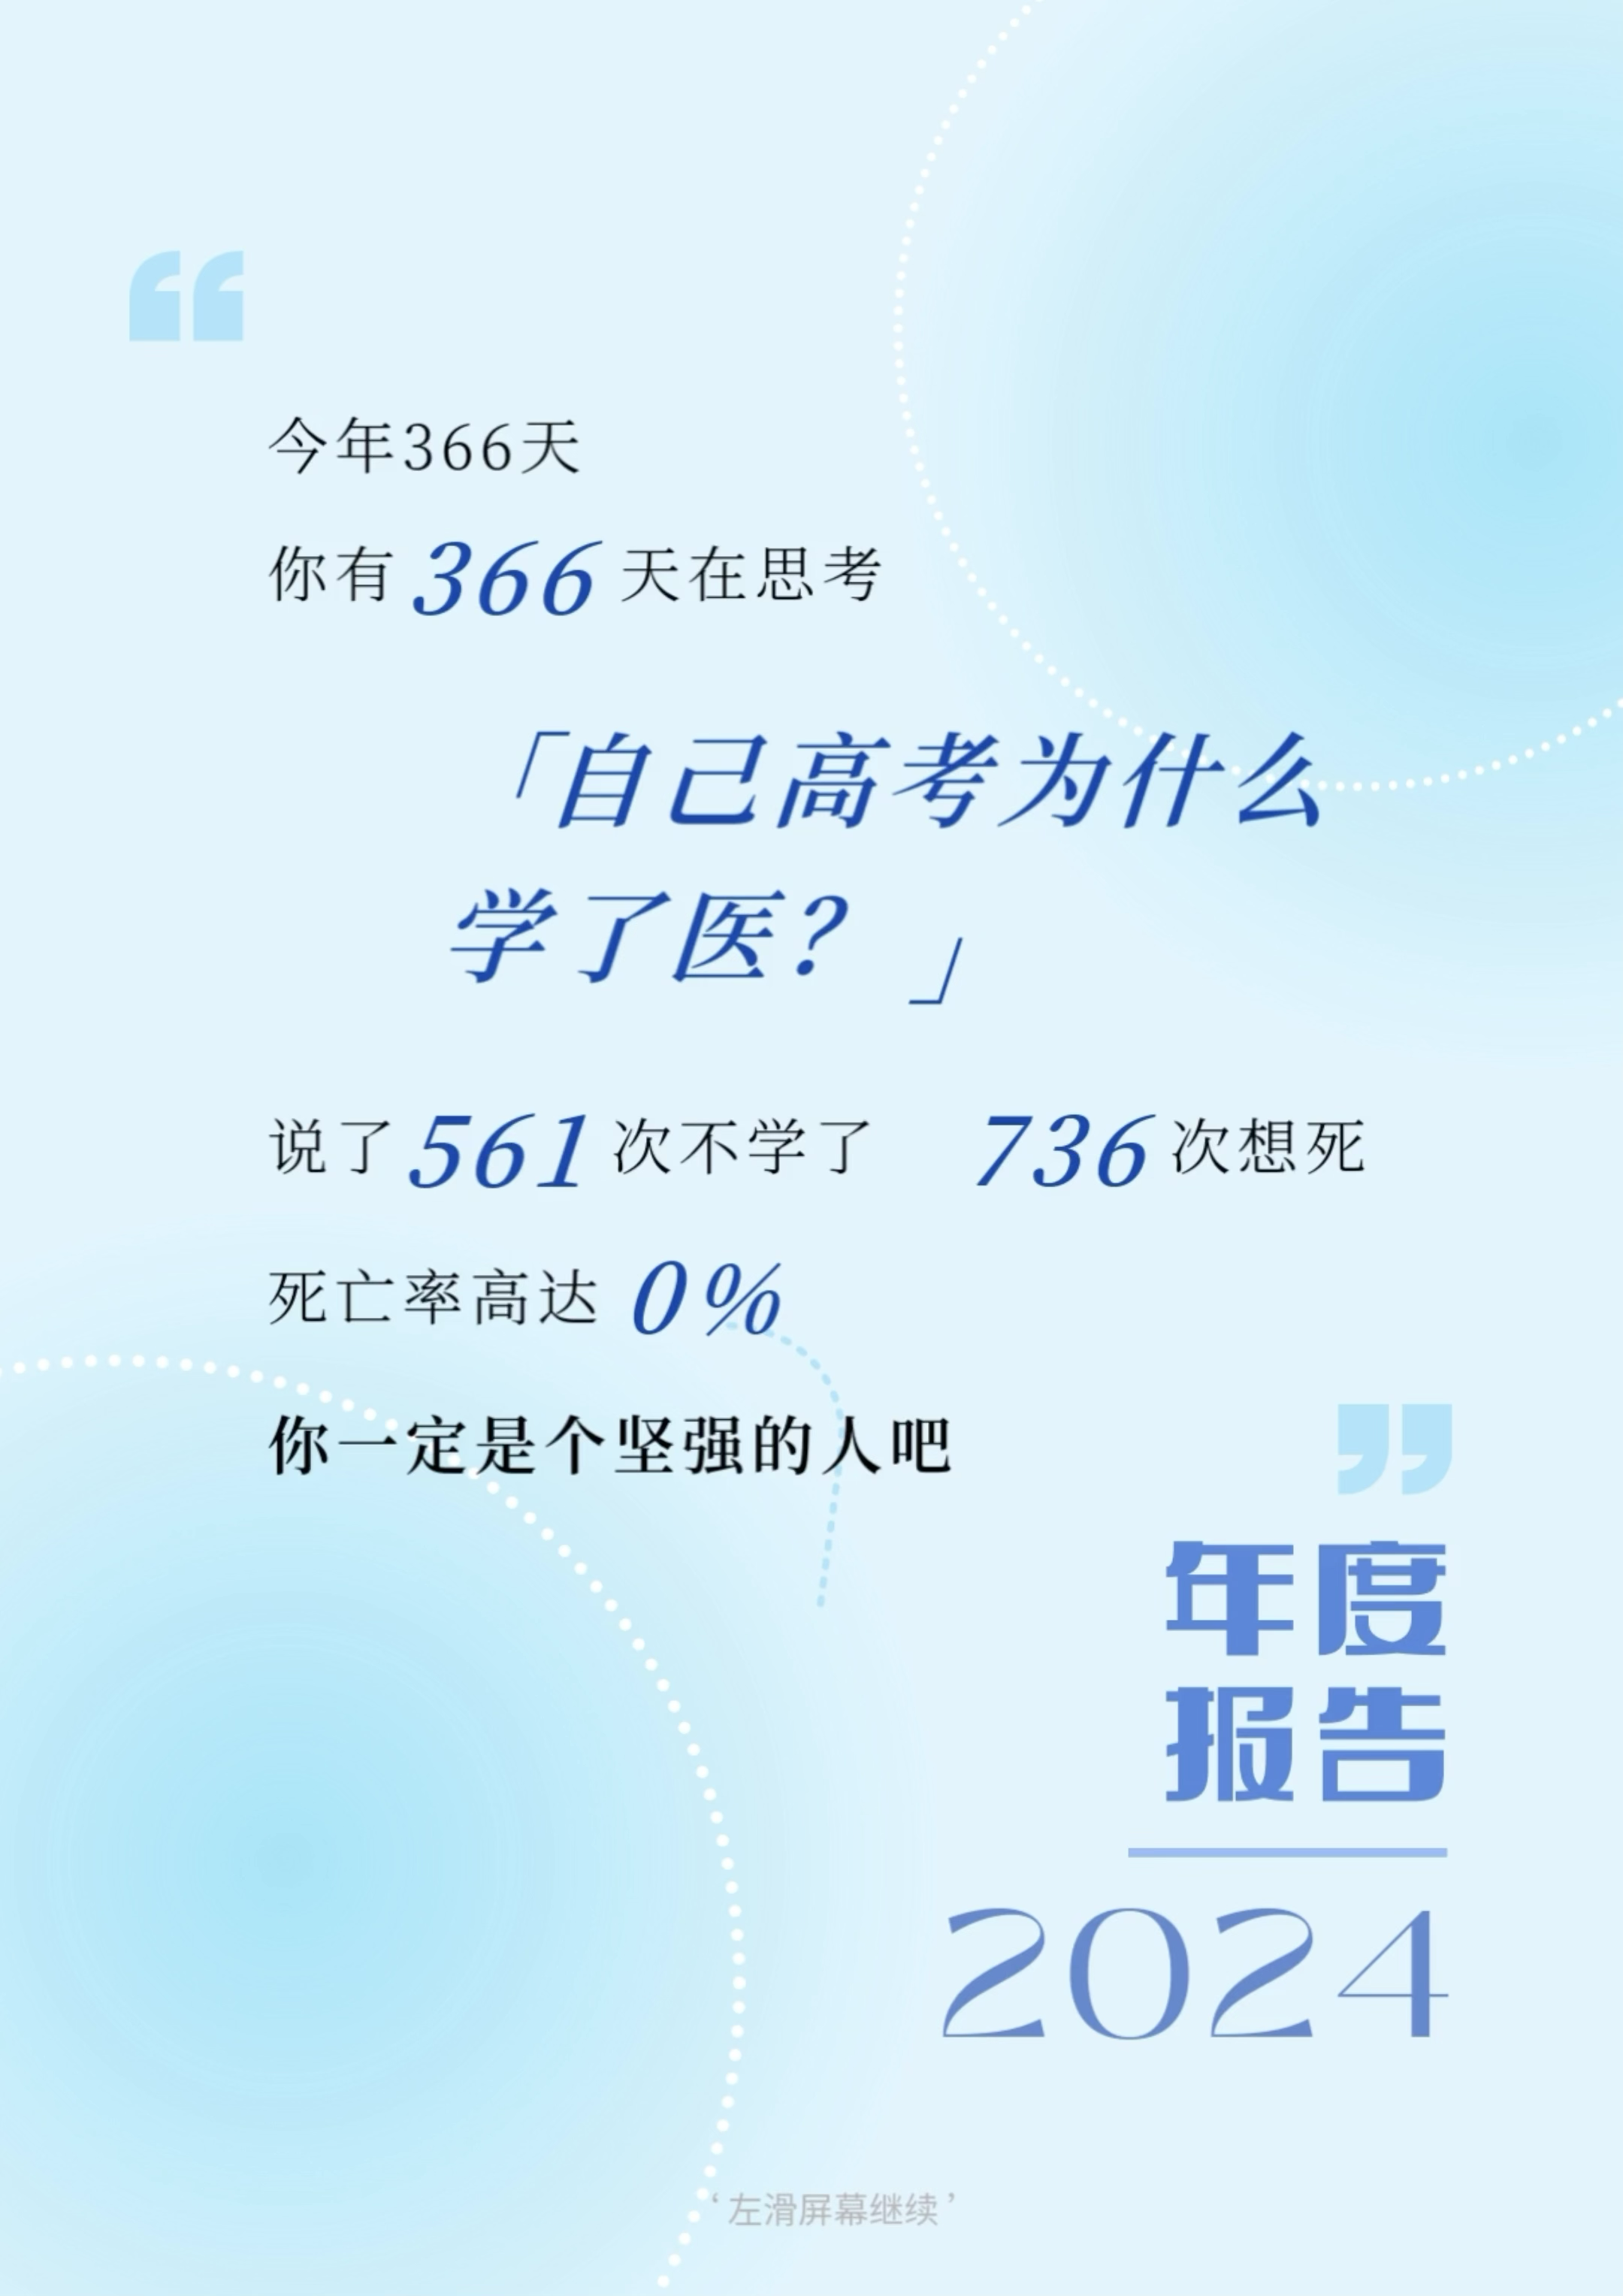 “
今年366天
你有366天在思考
「自己高考为什么
学了医？」
说了561次不学了 736次想死
死亡率高达0%
你一定是个坚强的人吧
”
年度
报告
2024
‘左滑屏幕继续’